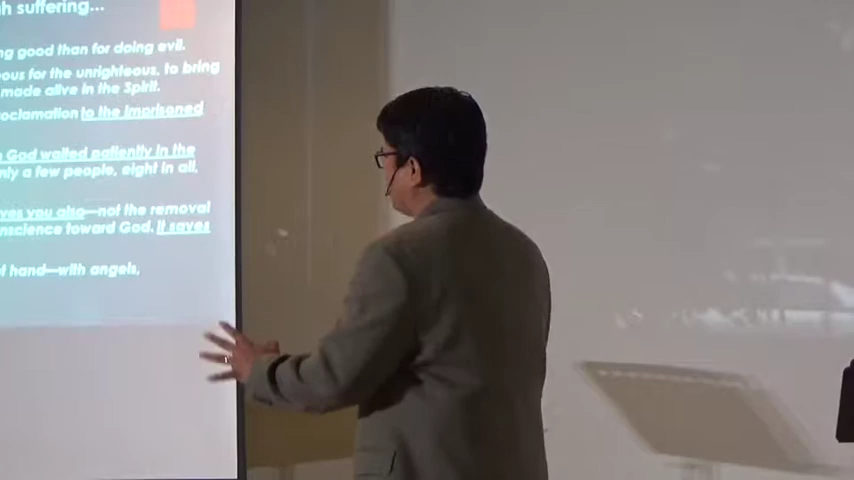 h suffering...
ng good than for doing evil.
ous for the unrighteous, to bring
made alive in the Spirit.
oclamation to the imprisoned
God waited patiently in the
nly a few people, eight in all,
ves you also—not the removal
nscience toward God. It saves
f hand—with angels,